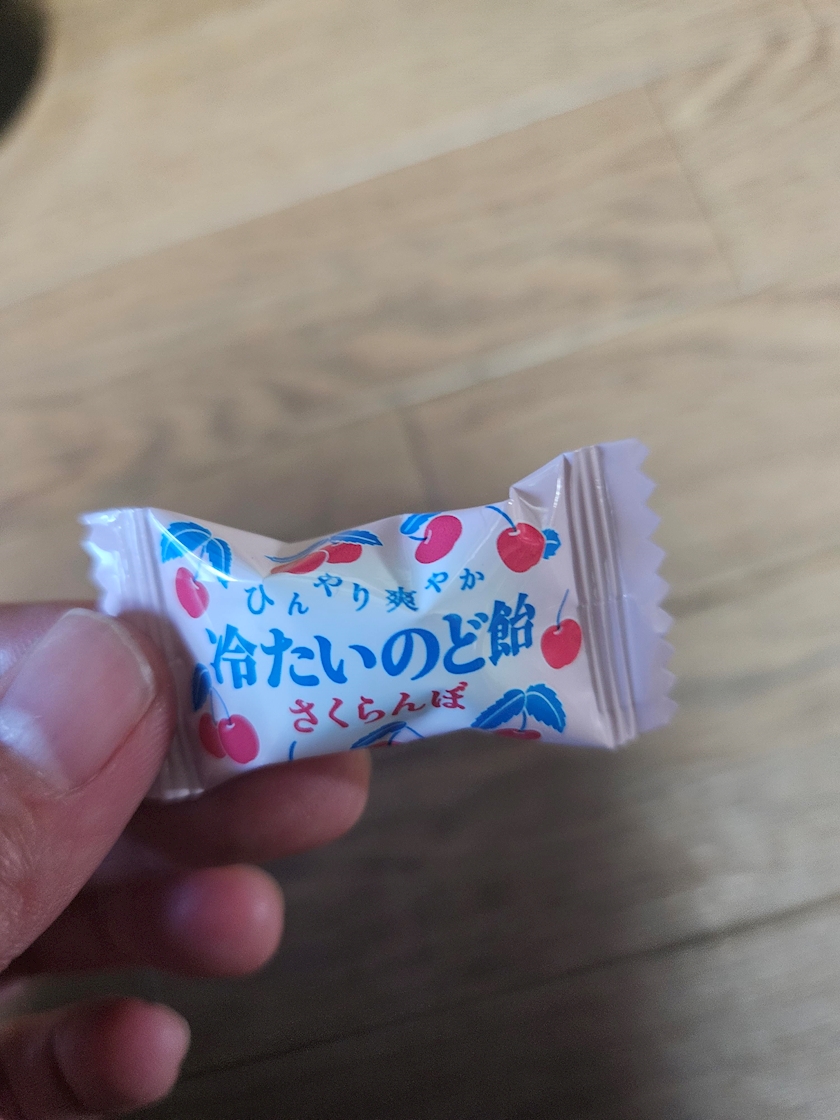 ひんやり爽やか
冷たいのど飴
さくらんぼ